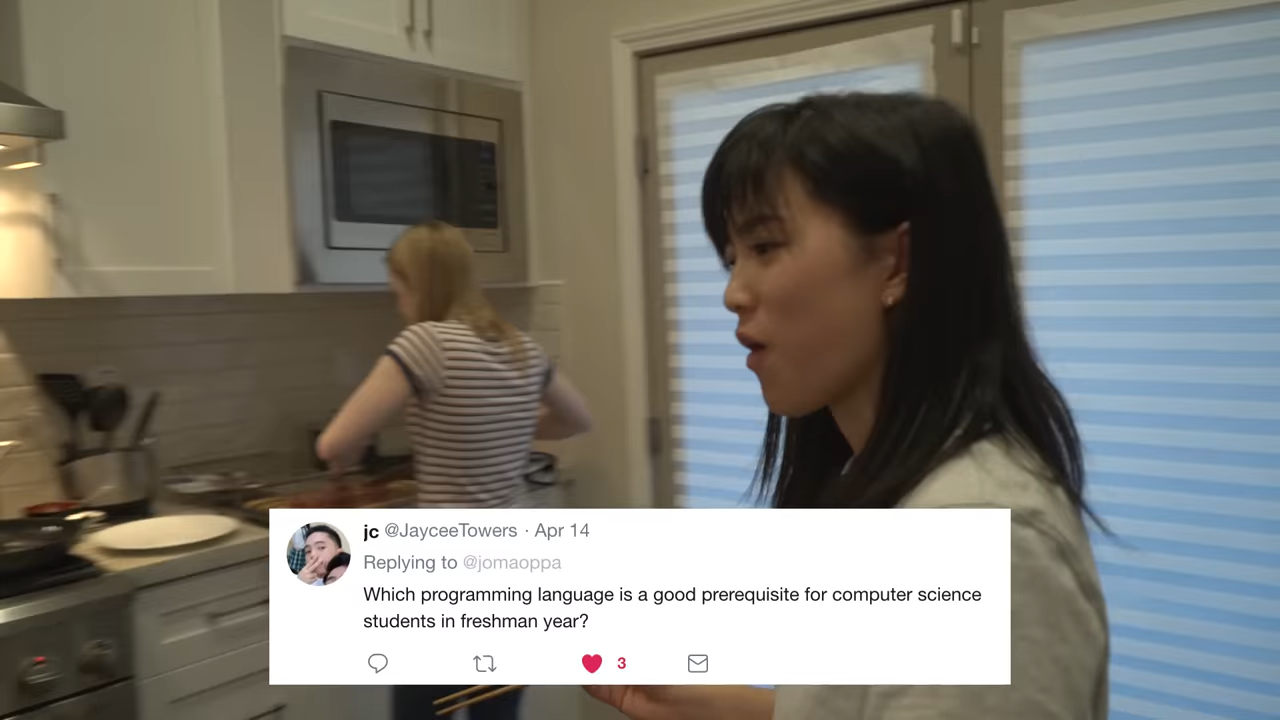 jc @JayceeTowers · Apr 14
Replying to @jomaoppa
Which programming language is a good prerequisite for computer science
students in freshman year?
3